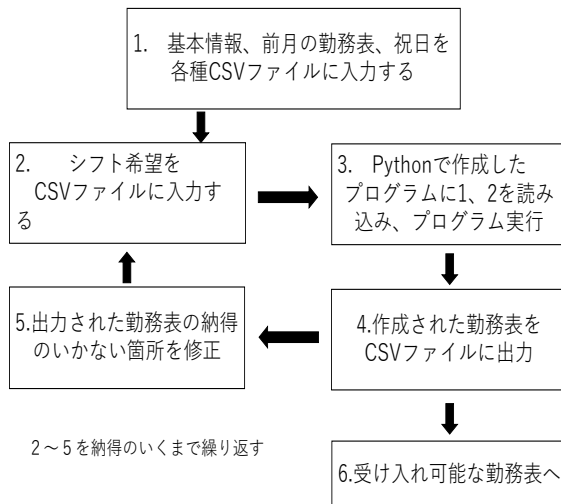 1.　基本情報、前月の勤務表、祝日を
各種CSVファイルに入力する
2.　　シフト希望を
CSVファイルに入力す
る
3.　Pythonで作成した
プログラムに1、2を読み
込み、プログラム実行
4.作成された勤務表を
CSVファイルに出力
5.出力された勤務表の納得
のいかない箇所を修正
2～5を納得のいくまで繰り返す
6.受け入れ可能な勤務表へ